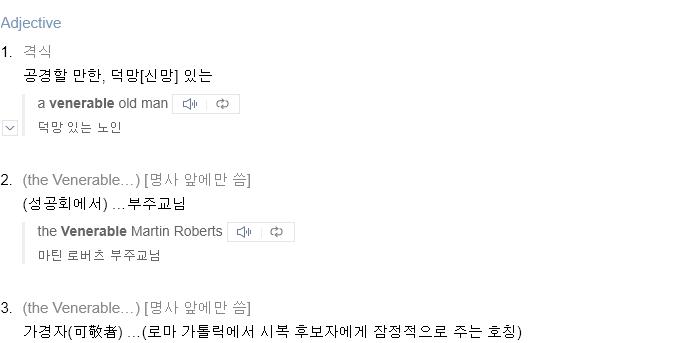 Adjective
1. 격식
공경할 만한, 덕망[신망] 있는
a venerable old man
덕망 있는 노인
2. (the Venerable...) [명사 앞에만 씀]
(성공회에서) ...부주교님
the Venerable Martin Roberts
마틴 로버츠 부주교님
3. (the Venerable...) [명사 앞에만 씀]
가경자(可敬者) ...(로마 가톨릭에서 시복 후보자에게 잠정적으로 주는 호칭)